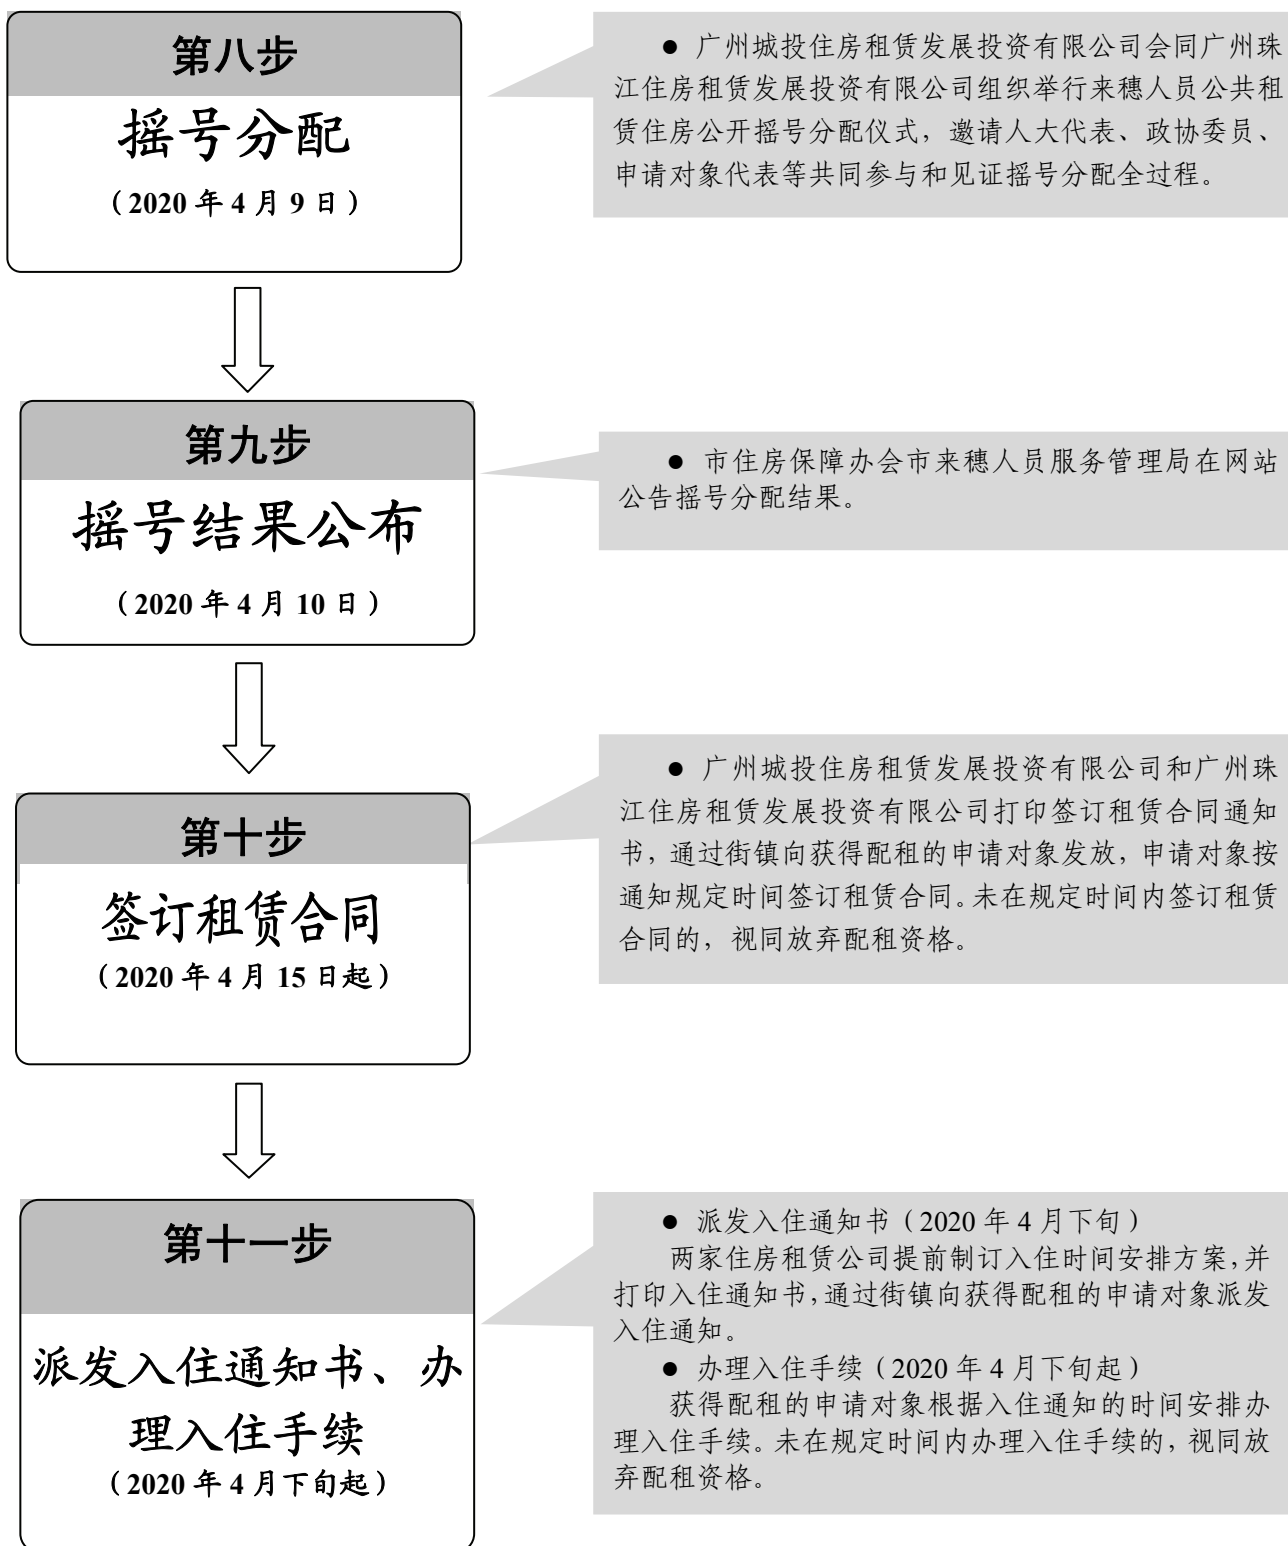 第八步
摇号分配
（2020 年 4 月 9 日）
● 广州城投住房租赁发展投资有限公司会同广州珠
江住房租赁发展投资有限公司组织举行来穗人员公共租
赁住房公开摇号分配仪式，邀请人大代表、政协委员、
申请对象代表等共同参与和见证摇号分配全过程。
第九步
摇号结果公布
（2020 年 4 月 10 日）
● 市住房保障办会市来穗人员服务管理局在网站
公告摇号分配结果。
第十步
签订租赁合同
（2020 年 4 月 15 日起）
● 广州城投住房租赁发展投资有限公司和广州珠
江住房租赁发展投资有限公司打印签订租赁合同通知
书，通过街镇向获得配租的申请对象发放，申请对象按
通知规定时间签订租赁合同。未在规定时间内签订租赁
合同的，视同放弃配租资格。
第十一步
派发入住通知书、办
理入住手续
（2020 年 4 月下旬起）
● 派发入住通知书（2020 年 4 月下旬）
两家住房租赁公司提前制订入住时间安排方案，并
打印入住通知书，通过街镇向获得配租的申请对象派发
入住通知。
● 办理入住手续（2020 年 4 月下旬起）
获得配租的申请对象根据入住通知的时间安排办
理入住手续。未在规定时间内办理入住手续的，视同放
弃配租资格。